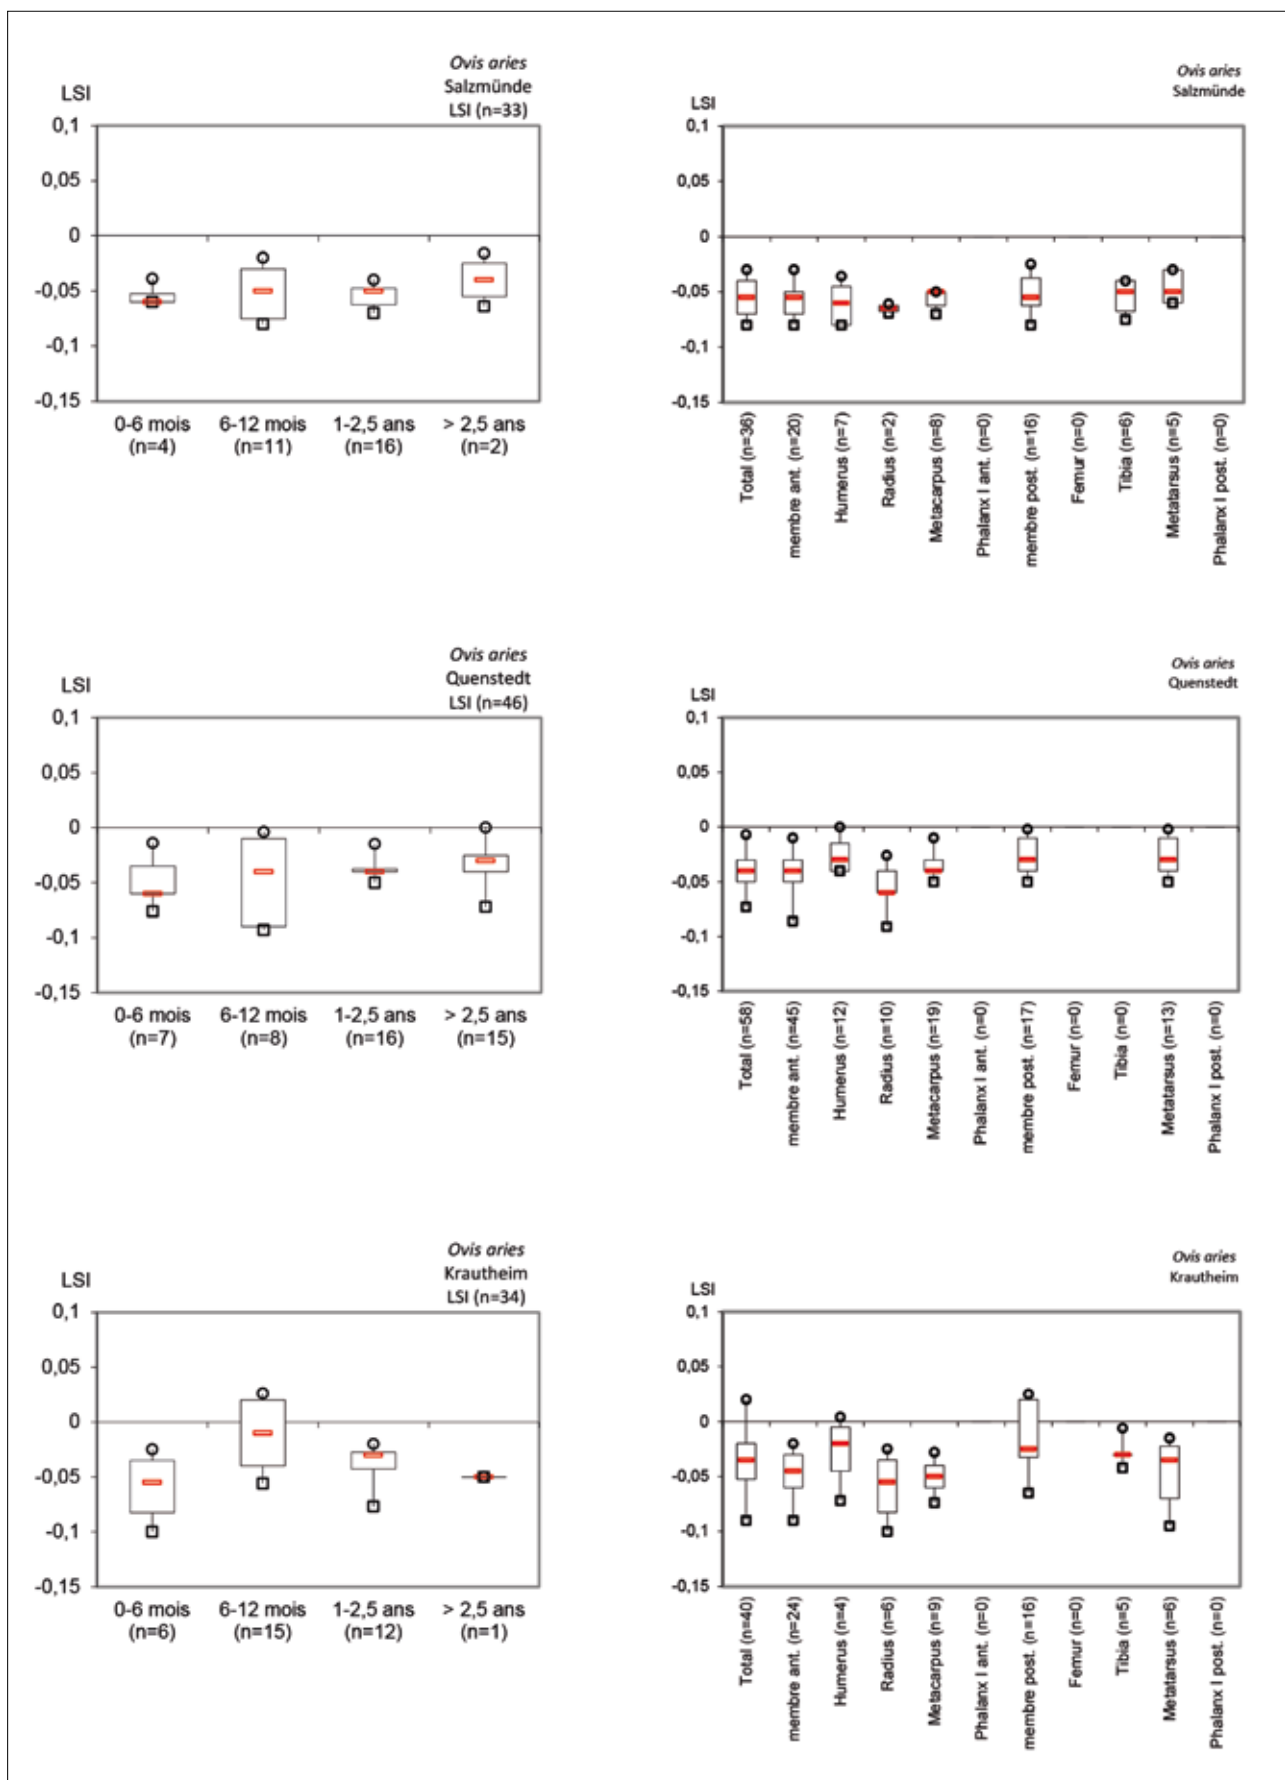 Ovis aries
Salzmünde
LSI (n=33)
LSI
0,1
0,05
0
-0,05
-0,1
-0,15
0-6 mois
(n=4)
6-12 mois
(n=11)
1-2,5 ans
(n=16)
> 2,5 ans
(n=2)
Ovis aries
Salzmünde
LSI
0,1
0,05
0
-0,05
-0,1
-0,15
Total (n=36)
membre ant. (n=20)
Humerus (n=7)
Radius (n=2)
Metacarpus (n=8)
Phalanx I ant. (n=0)
membre post. (n=16)
Femur (n=0)
Tibia (n=6)
Metatarsus (n=5)
Phalanx I post. (n=0)
Ovis aries
Quenstedt
LSI (n=46)
LSI
0,1
0,05
0
-0,05
-0,1
-0,15
0-6 mois
(n=7)
6-12 mois
(n=8)
1-2,5 ans
(n=16)
> 2,5 ans
(n=15)
Ovis aries
Quenstedt
LSI
0,1
0,05
0
-0,05
-0,1
-0,15
Total (n=58)
membre ant. (n=45)
Humerus (n=12)
Radius (n=10)
Metacarpus (n=19)
Phalanx I ant. (n=0)
membre post. (n=17)
Femur (n=0)
Tibia (n=0)
Metatarsus (n=13)
Phalanx I post. (n=0)
Ovis aries
Krautheim
LSI (n=34)
LSI
0,1
0,05
0
-0,05
-0,1
-0,15
0-6 mois
(n=6)
6-12 mois
(n=15)
1-2,5 ans
(n=12)
> 2,5 ans
(n=1)
Ovis aries
Krautheim
LSI
0,1
0,05
0
-0,05
-0,1
-0,15
Total (n=40)
membre ant. (n=24)
Humerus (n=4)
Radius (n=6)
Metacarpus (n=9)
Phalanx I ant. (n=0)
membre post. (n=16)
Femur (n=0)
Tibia (n=5)
Metatarsus (n=6)
Phalanx I post. (n=0)